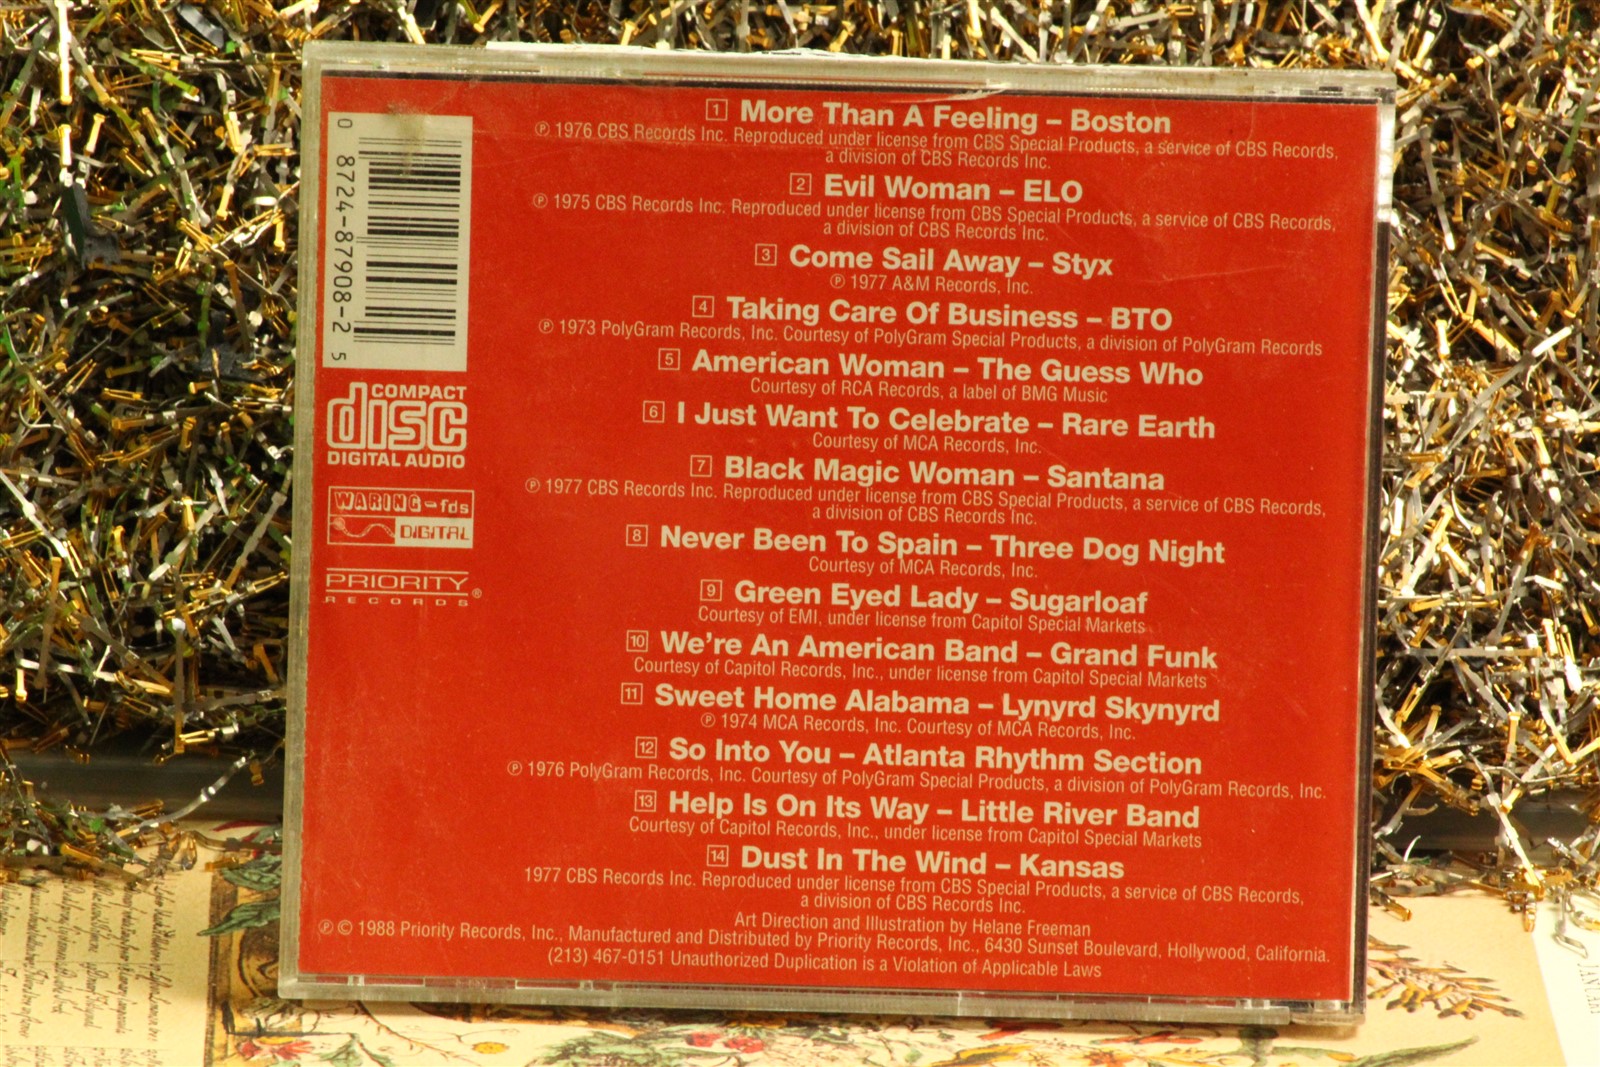 1 More Than A Feeling – Boston
℗ 1976 CBS Records Inc. Reproduced under license from CBS Special Products, a service of CBS Records,
a division of CBS Records Inc.
2 Evil Woman – ELO
℗ 1975 CBS Records Inc. Reproduced under license from CBS Special Products, a service of CBS Records,
a division of CBS Records Inc.
3 Come Sail Away – Styx
℗ 1977 A&M Records, Inc.
4 Taking Care Of Business – BTO
℗ 1973 PolyGram Records, Inc. Courtesy of PolyGram Special Products, a division of PolyGram Records
5 American Woman – The Guess Who
Courtesy of RCA Records, a label of BMG Music
6 I Just Want To Celebrate – Rare Earth
Courtesy of MCA Records, Inc.
7 Black Magic Woman – Santana
℗ 1977 CBS Records Inc. Reproduced under license from CBS Special Products, a service of CBS Records,
a division of CBS Records Inc.
8 Never Been To Spain – Three Dog Night
Courtesy of MCA Records, Inc.
9 Green Eyed Lady – Sugarloaf
Courtesy of EMI, under license from Capitol Special Markets
10 We're An American Band – Grand Funk
Courtesy of Capitol Records, Inc., under license from Capitol Special Markets
11 Sweet Home Alabama – Lynyrd Skynyrd
℗ 1974 MCA Records, Inc. Courtesy of MCA Records, Inc.
12 So Into You – Atlanta Rhythm Section
℗ 1976 PolyGram Records, Inc. Courtesy of PolyGram Special Products, a division of PolyGram Records, Inc.
13 Help Is On Its Way – Little River Band
Courtesy of Capitol Records, Inc., under license from Capitol Special Markets
14 Dust In The Wind – Kansas
1977 CBS Records Inc. Reproduced under license from CBS Special Products, a service of CBS Records,
a division of CBS Records Inc.
Art Direction and Illustration by Helane Freeman
℗ © 1988 Priority Records, Inc., Manufactured and Distributed by Priority Records, Inc., 6430 Sunset Boulevard, Hollywood, California.
(213) 467-0151 Unauthorized Duplication is a Violation of Applicable Laws
0 8724-87908-2 5
COMPACT
disc
DIGITAL AUDIO
WARING-fds
DIGITAL
PRIORITY
RECORDS®